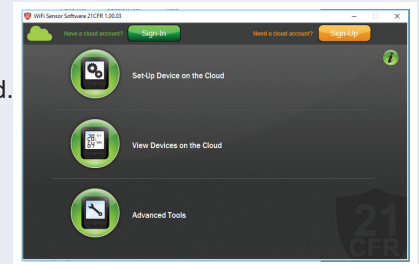 WiFi Sensor Software 21CFR 1.00.03
Have a cloud account? Sign-In Need a cloud account? Sign-Up
d.
Set-Up Device on the Cloud
View Devices on the Cloud
Advanced Tools
21
CFR